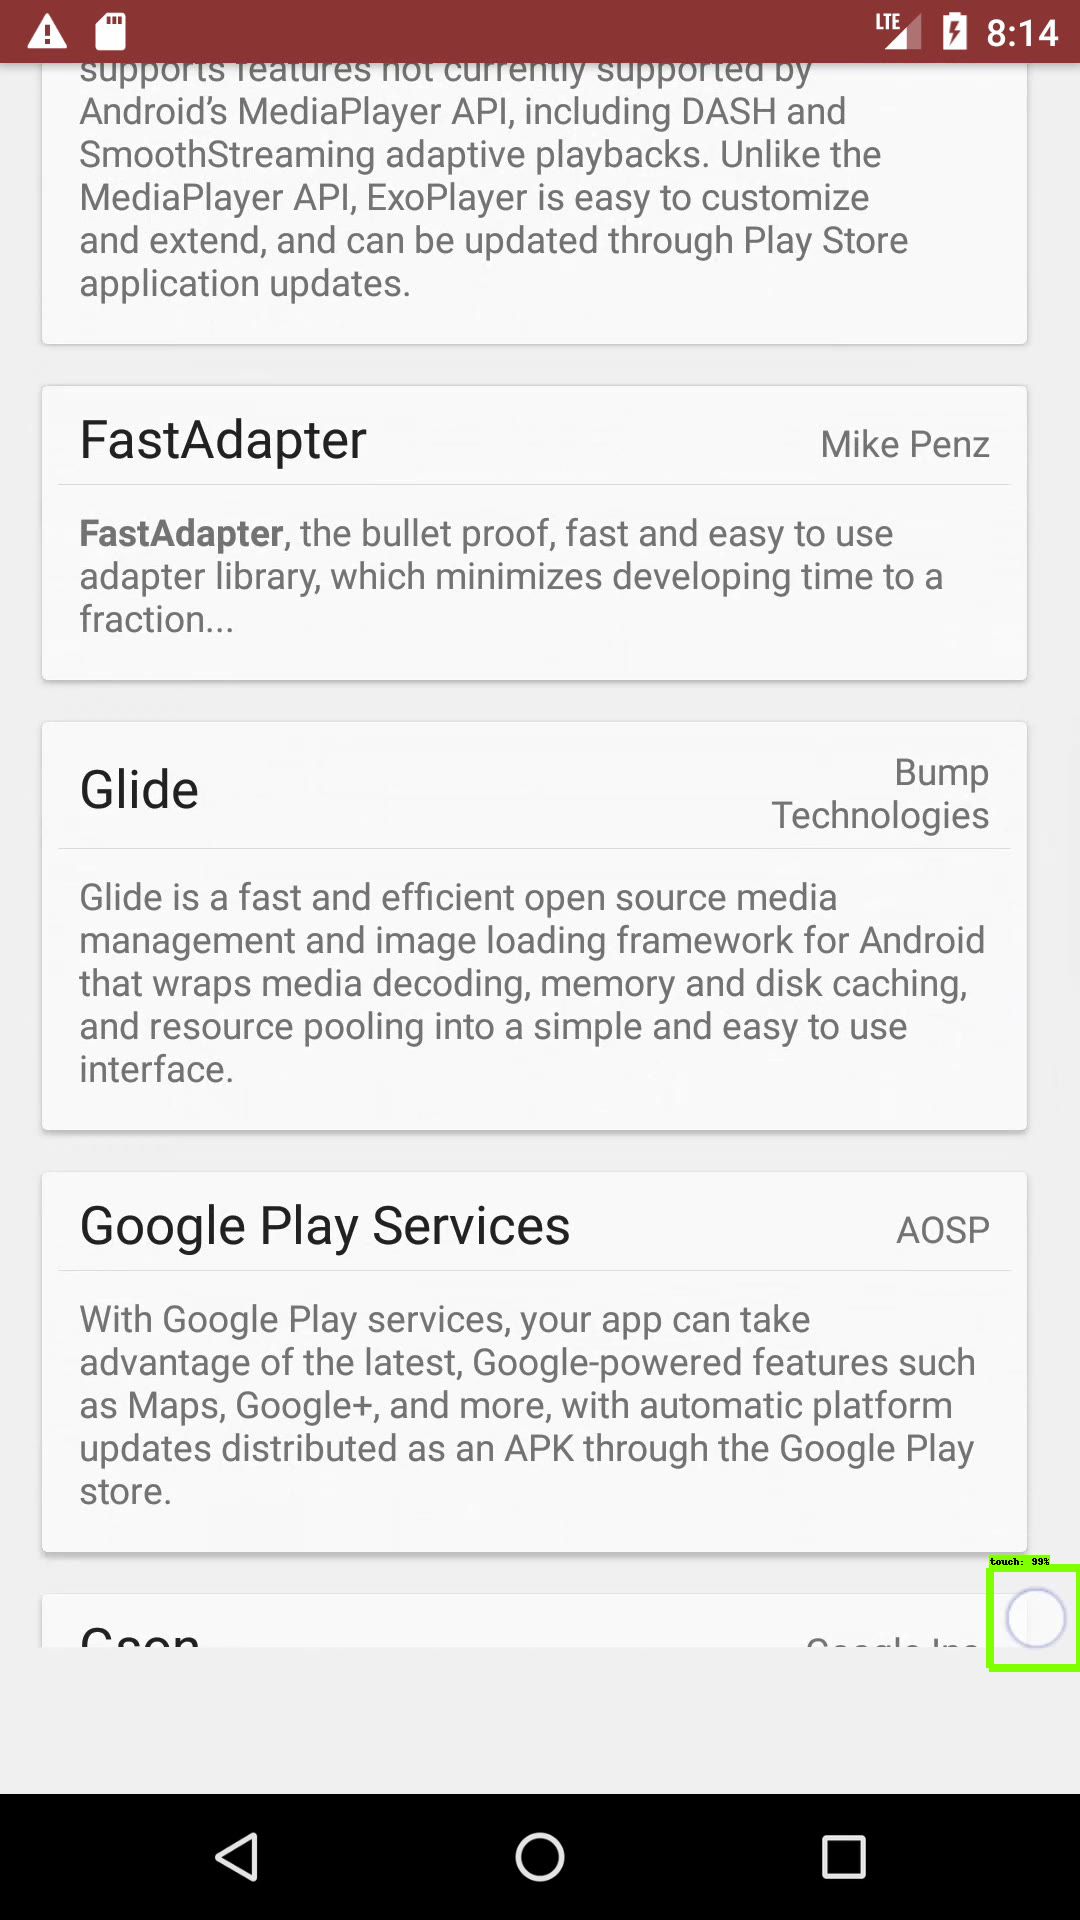 LTE 8:14
supports features not currently supported by
Android’s MediaPlayer API, including DASH and
SmoothStreaming adaptive playbacks. Unlike the
MediaPlayer API, ExoPlayer is easy to customize
and extend, and can be updated through Play Store
application updates.
FastAdapter Mike Penz
FastAdapter, the bullet proof, fast and easy to use
adapter library, which minimizes developing time to a
fraction...
Glide Bump
Technologies
Glide is a fast and efficient open source media
management and image loading framework for Android
that wraps media decoding, memory and disk caching,
and resource pooling into a simple and easy to use
interface.
Google Play Services AOSP
With Google Play services, your app can take
advantage of the latest, Google-powered features such
as Maps, Google+, and more, with automatic platform
updates distributed as an APK through the Google Play
store.
touch: 99%
Gson Google Inc